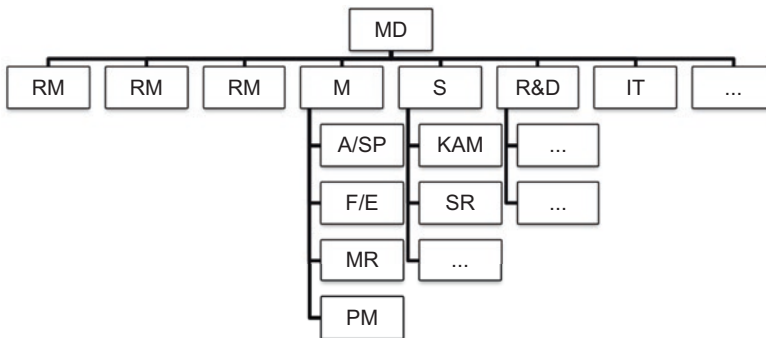 MD
RM RM RM M S R&D IT ...
A/SP KAM ...
F/E SR ...
MR ...
PM